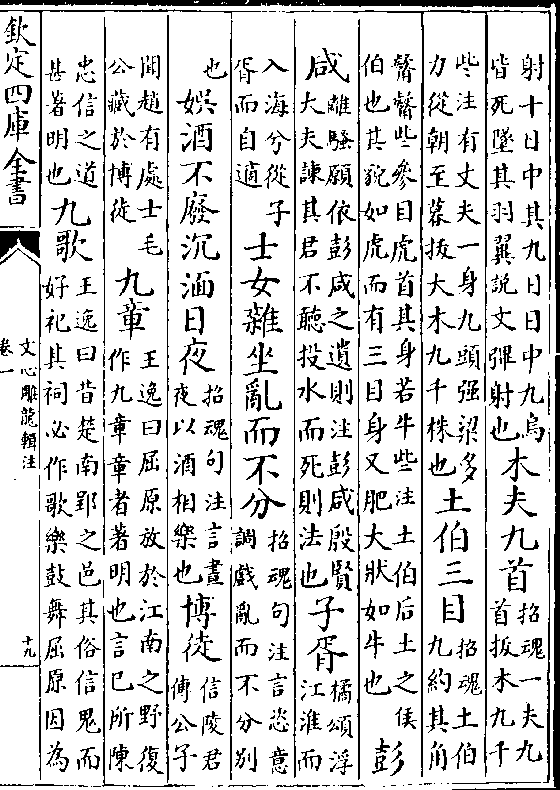 射十日中其九日日中九烏
皆死墮其羽翼説文彈射也
木夫九首
招魂一夫九
首拔木九千
些注有丈夫一身九頭强梁多
力從朝至暮拔大木九千株也
土伯三目
招魂土伯
九約其角
觺觺些參目虎首其身若牛些注土伯后土之侯
伯也其貌如虎而有三目身又肥大狀如牛也
彭
咸
離騷願依彭咸之遺則注彭咸殷賢
大夫諫其君不聽投水而死則法也
子胥
橘頌浮
江淮而
入海兮從子
胥而自適
士女雜坐亂而不分
招魂句注言恣意
調戲亂而不分别
也
娛酒不廢沉湎日夜
招魂句注言晝
夜以酒相樂也
博徒
信陵君
傳公子
聞趙有處士毛
公藏於博徒
九章
王逸曰屈原放於江南之野復
作九章章者著明也言已所陳
忠信之道
甚著明也
九歌
王逸曰昔楚南郢之邑其俗信鬼而
好祀其祠必作歌樂鼓舞屈原因為
欽定四庫全書
文心雕龍輯注
卷一
十九